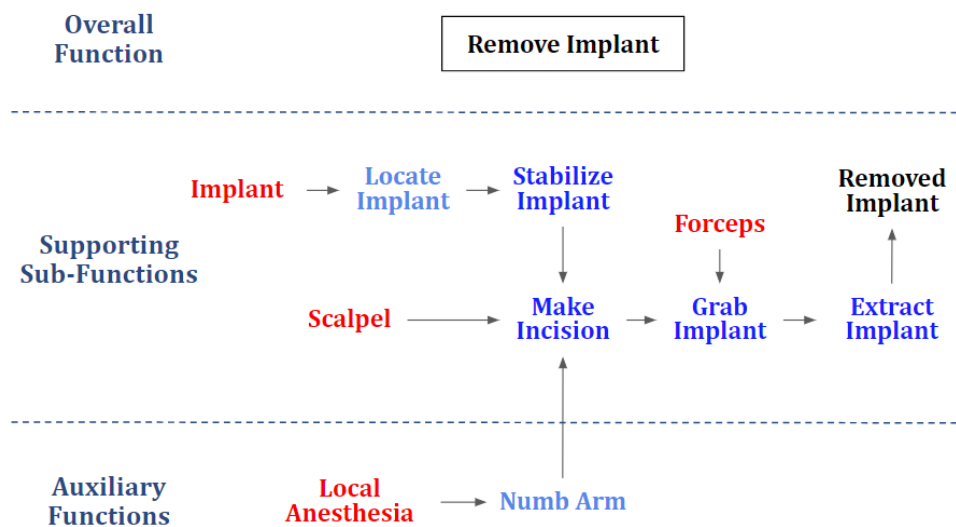 Overall
Function
Remove Implant
Implant
Locate
Implant
Stabilize
Implant
Removed
Implant
Forceps
Supporting
Sub-Functions
Scalpel
Make
Incision
Grab
Implant
Extract
Implant
Auxiliary
Functions
Local
Anesthesia
Numb Arm